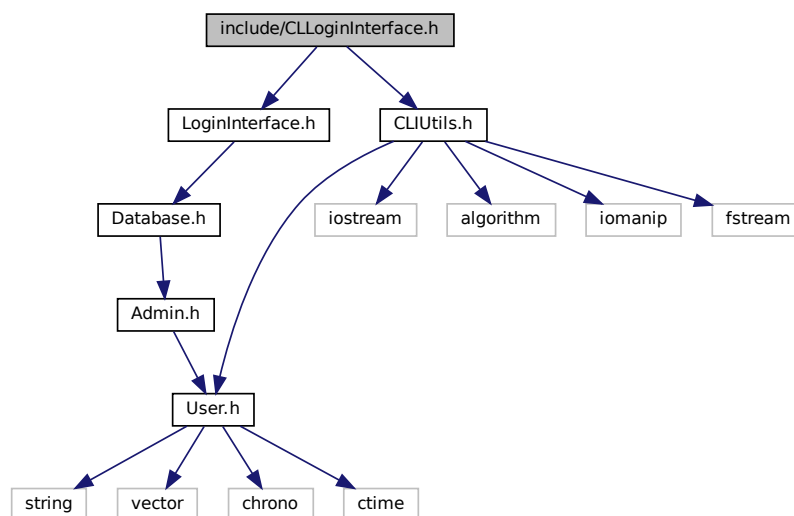 include/CLLoginInterface.h
LoginInterface.h
CLIUtils.h
Database.h
iostream
algorithm
iomanip
fstream
Admin.h
User.h
string
vector
chrono
ctime